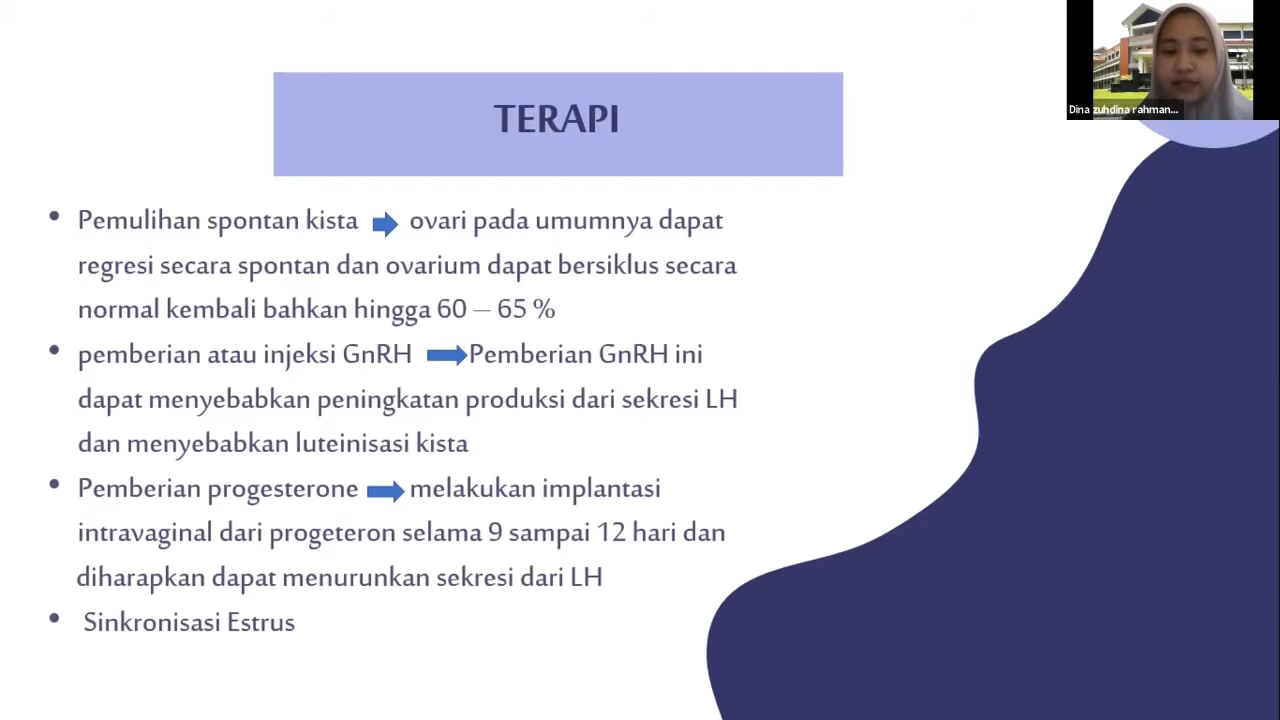 TERAPI
Dina zuhdina rahman...
• Pemulihan spontan kista ovari pada umumnya dapat
regresi secara spontan dan ovarium dapat bersiklus secara
normal kembali bahkan hingga 60 – 65 %
• pemberian atau injeksi GnRH Pemberian GnRH ini
dapat menyebabkan peningkatan produksi dari sekresi LH
dan menyebabkan luteinisasi kista
• Pemberian progesterone melakukan implantasi
intravaginal dari progeteron selama 9 sampai 12 hari dan
diharapkan dapat menurunkan sekresi dari LH
• Sinkronisasi Estrus